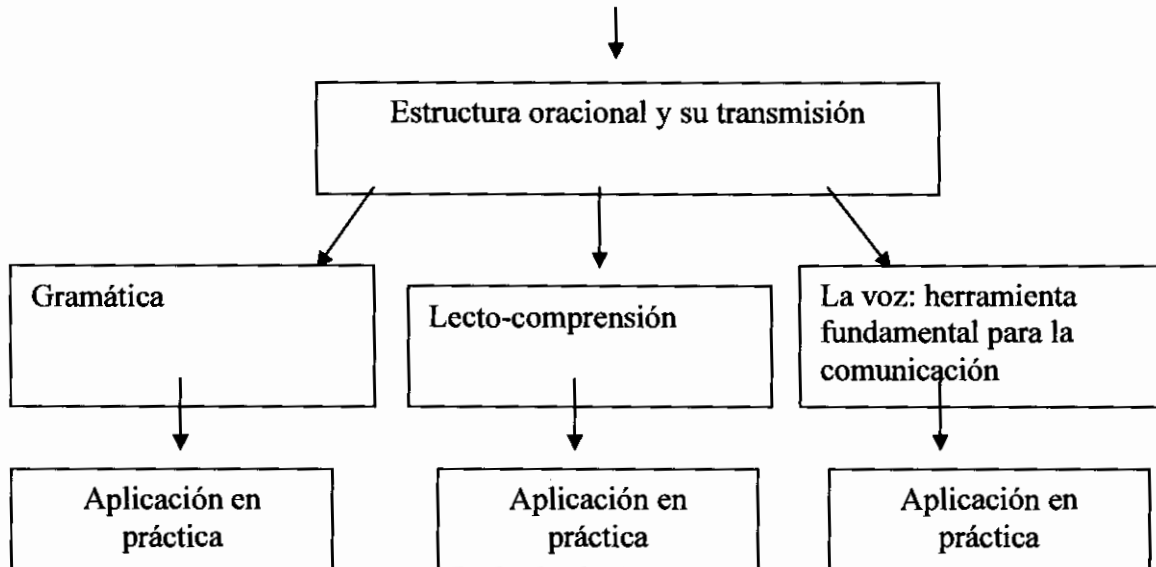 Estructura oracional y su transmisión
Gramática
Lecto-comprensión
La voz: herramienta
fundamental para la
comunicación
Aplicación en
práctica
Aplicación en
práctica
Aplicación en
práctica